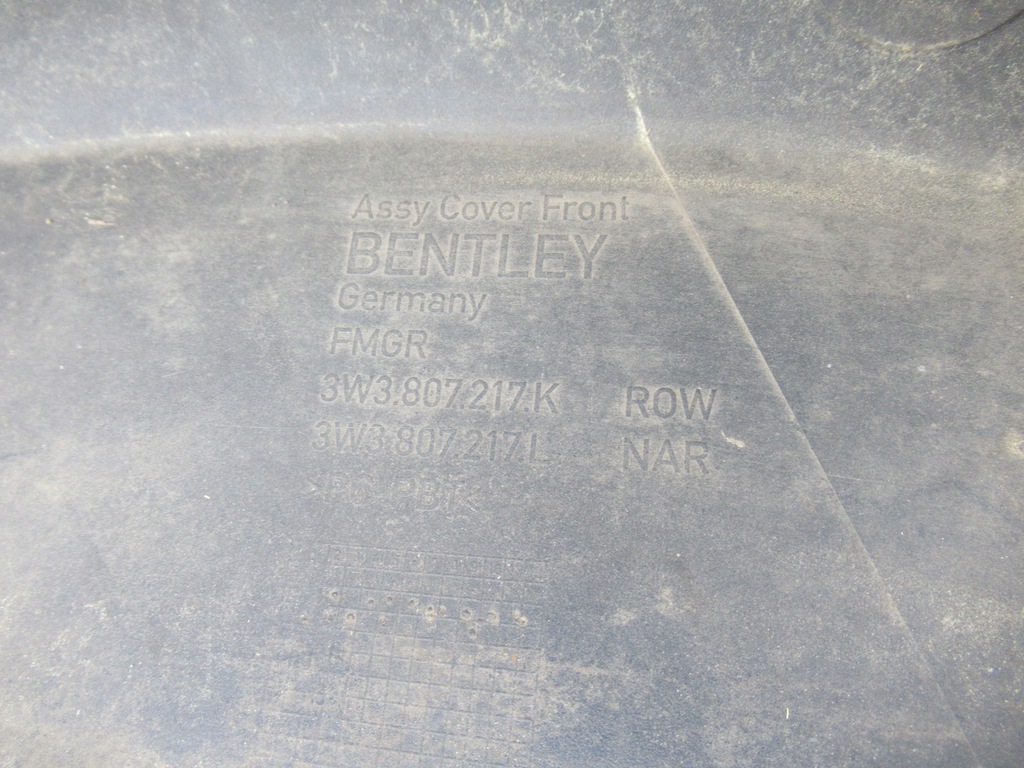 Assy Cover Front
BENTLEY
Germany
FMGR
3W3.807.217.K ROW
3W3.807.217.L NAR